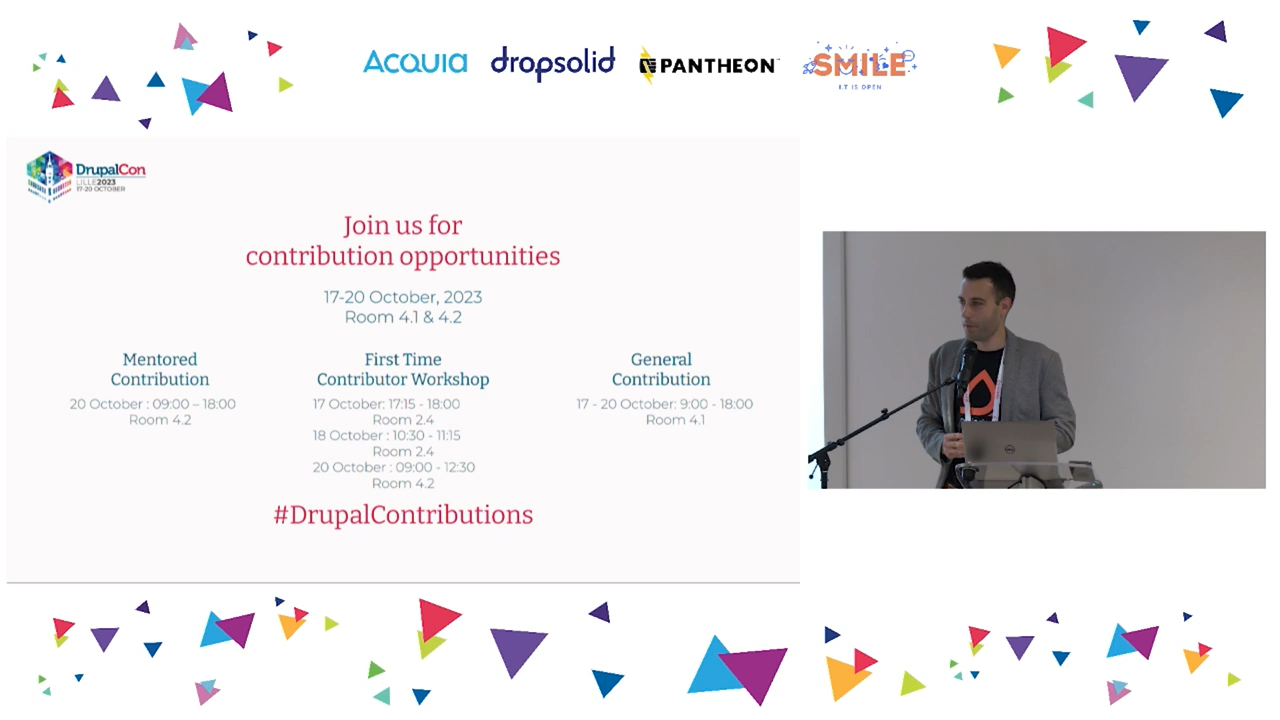 ACQUIA
dropsolid
PANTHEON
SMILE
I.T IS OPEN
DrupalCon
LILLE2023
17-20 OCTOBER
Join us for
contribution opportunities
17-20 October, 2023
Room 4.1 & 4.2
Mentored
Contribution
20 October : 09:00 – 18:00
Room 4.2
First Time
Contributor Workshop
17 October: 17:15 - 18:00
Room 2.4
18 October : 10:30 - 11:15
Room 2.4
20 October : 09:00 - 12:30
Room 4.2
General
Contribution
17 - 20 October: 9:00 - 18:00
Room 4.1
#DrupalContributions
DELL